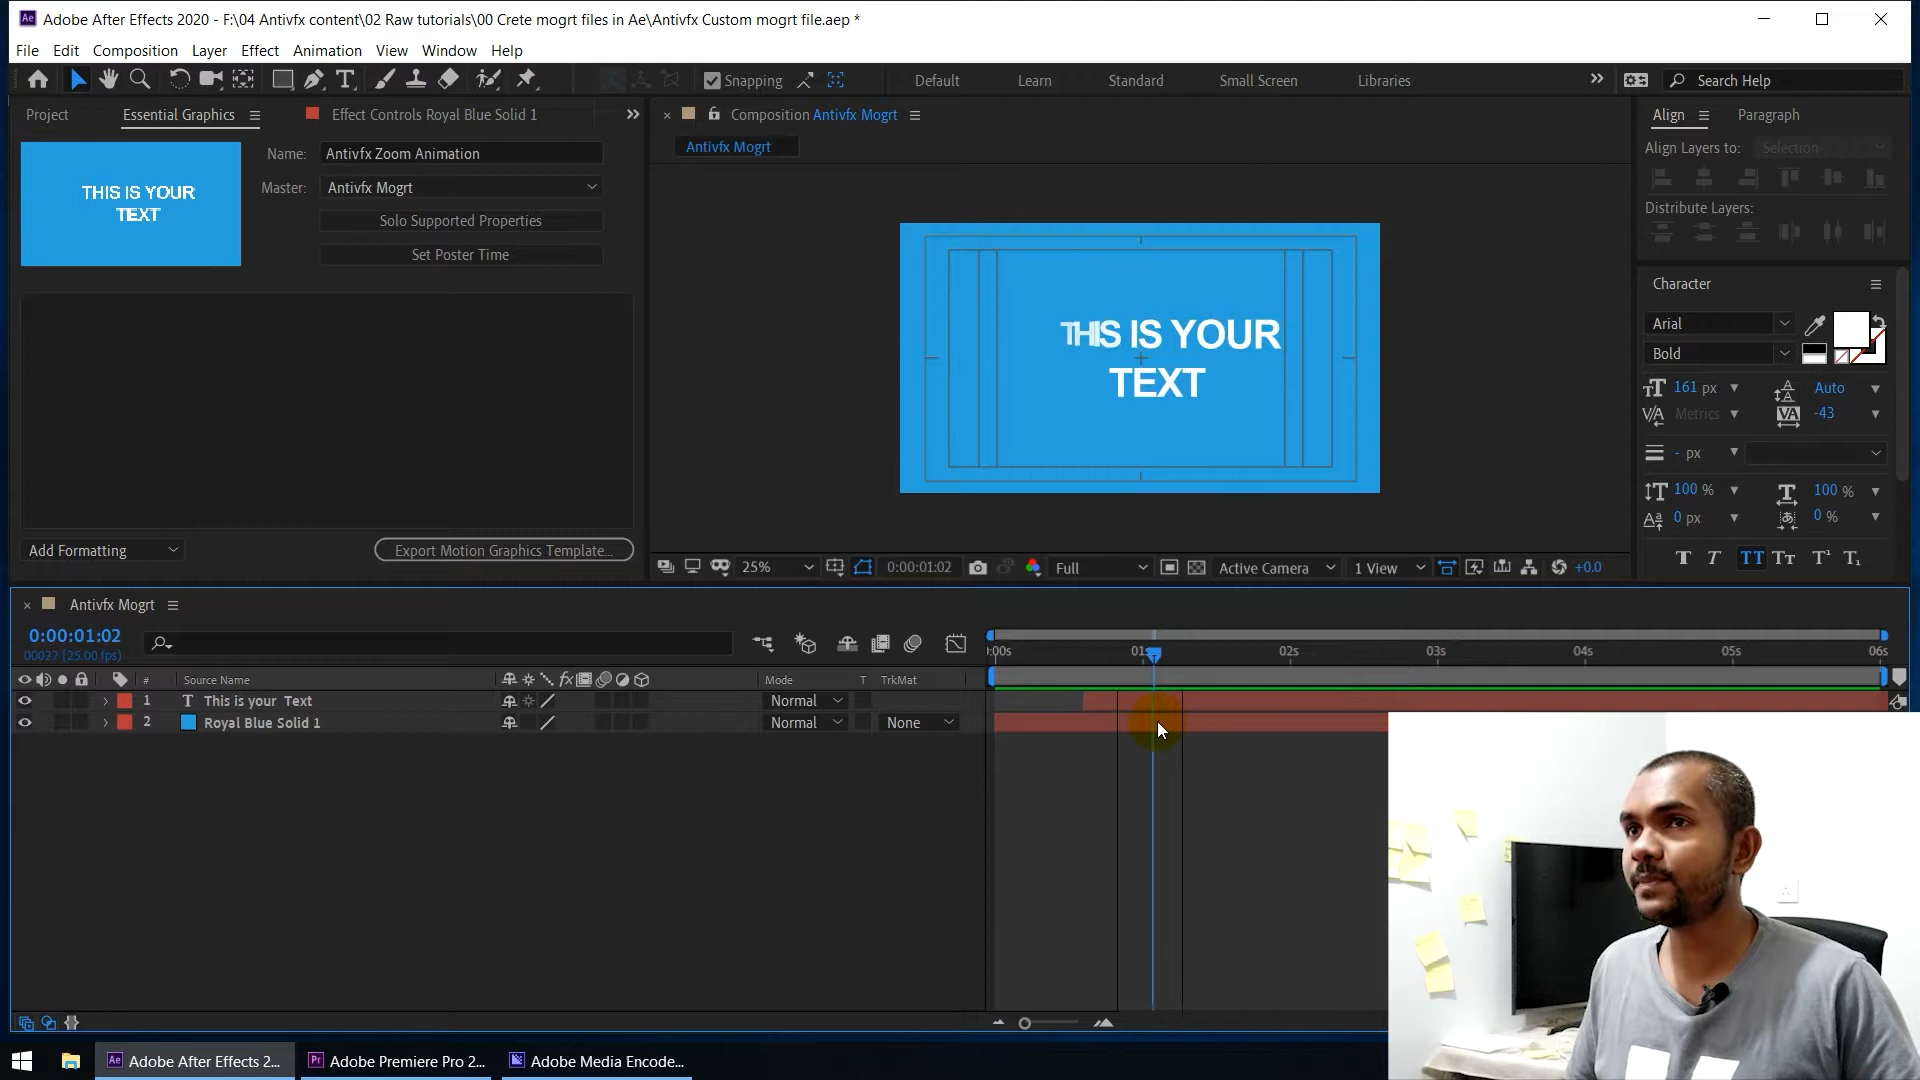 Adobe After Effects 2020 - F:\04 Antivfx content\02 Raw tutorials\00 Crete mogrt files in Ae\Antivfx Custom mogrt file.aep *
File Edit Composition Layer Effect Animation View Window Help
Snapping Default Learn Standard Small Screen Libraries Search Help
Project Essential Graphics Effect Controls Royal Blue Solid 1 Composition Antivfx Mogrt Align Paragraph
Antivfx Mogrt
Align Layers to: Selection
Name: Antivfx Zoom Animation
Master: Antivfx Mogrt
Solo Supported Properties
Set Poster Time
THIS IS YOUR
TEXT
Distribute Layers:
THIS IS YOUR
TEXT
Character
Arial
Bold
161 px Auto
Metrics -43
- px
100 % 100 %
0 px 0 %
Add Formatting Export Motion Graphics Template...
25% 0:00:01:02 Full Active Camera 1 View +0.0
Antivfx Mogrt
0:00:01:02
00027 (25.00 fps)
:00s 01s 02s 03s 04s 05s 06s
# Source Name Mode T TrkMat
1 T This is your Text Normal
2 Royal Blue Solid 1 Normal None
Adobe After Effects 2... Adobe Premiere Pro 2... Adobe Media Encode...